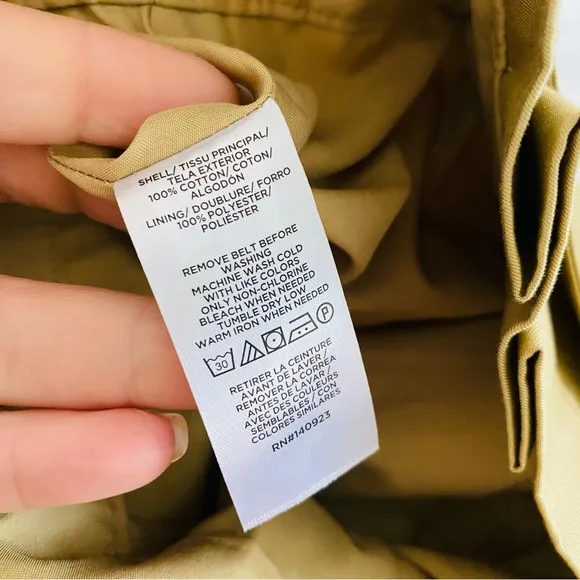 SHELL/ TISSU PRINCIPAL/
TELA EXTERIOR
100% COTTON/ COTON/
ALGODÓN
LINING/ DOUBLURE/ FORRO
100% POLYESTER/
POLIÉSTER
REMOVE BELT BEFORE
WASHING
MACHINE WASH COLD
WITH LIKE COLORS
ONLY NON-CHLORINE
BLEACH WHEN NEEDED
TUMBLE DRY LOW
WARM IRON WHEN NEEDED
30 P
RETIRER LA CEINTURE
AVANT DE LAVER/
REMOVER LA CORREA
ANTES DE LAVAR/
AVEC DES COULEURS
SEMBLABLES / CON
COLORES SIMILARES
RN#140923